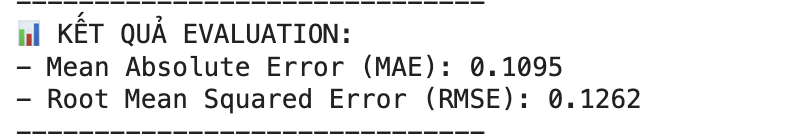 ------------------------------
📊 KẾT QUẢ EVALUATION:
- Mean Absolute Error (MAE): 0.1095
- Root Mean Squared Error (RMSE): 0.1262
------------------------------